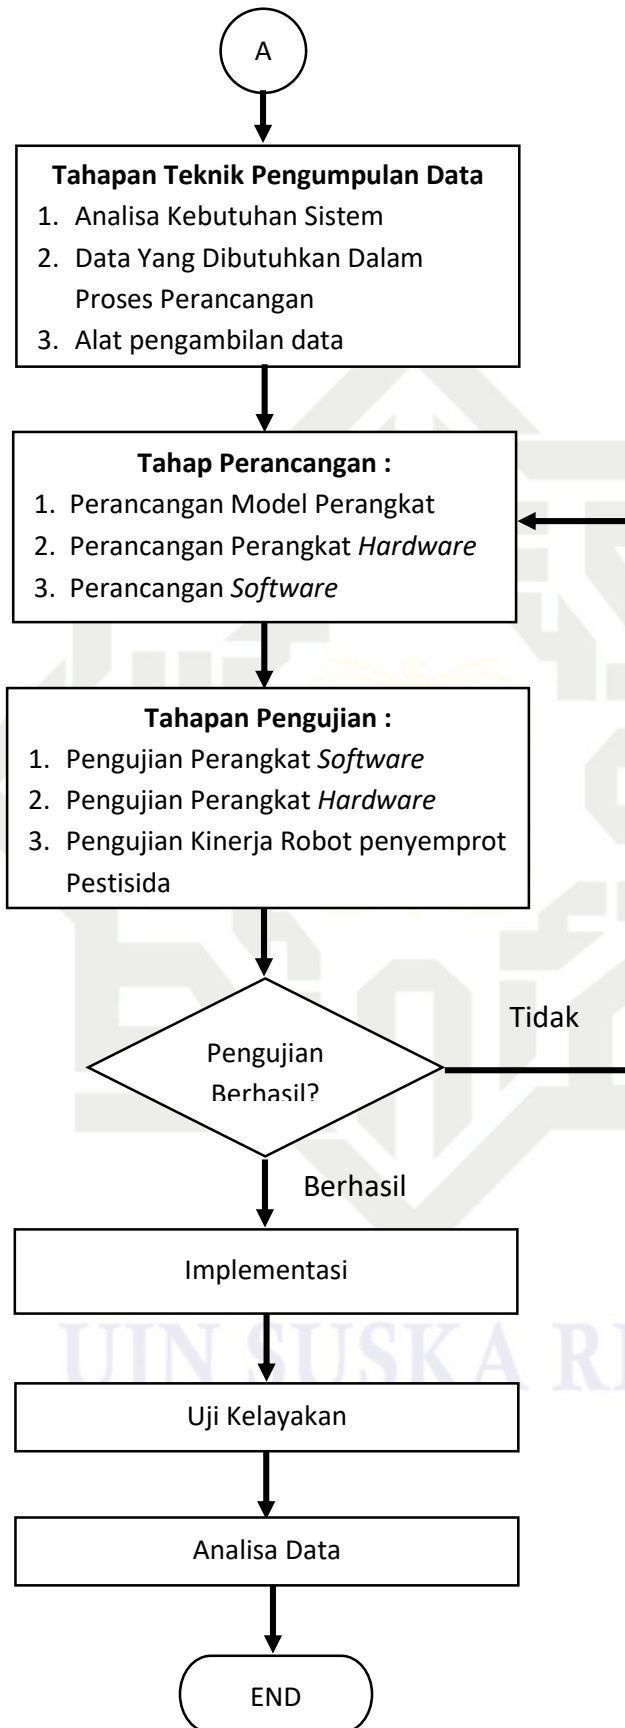 A
Tahapan Teknik Pengumpulan Data
1. Analisa Kebutuhan Sistem
2. Data Yang Dibutuhkan Dalam
Proses Perancangan
3. Alat pengambilan data
Tahap Perancangan :
1. Perancangan Model Perangkat
2. Perancangan Perangkat Hardware
3. Perancangan Software
Tahapan Pengujian :
1. Pengujian Perangkat Software
2. Pengujian Perangkat Hardware
3. Pengujian Kinerja Robot penyemprot
Pestisida
Tidak
Pengujian
Berhasil?
Berhasil
Implementasi
UIN SUSKA
Uji Kelayakan
Analisa Data
END